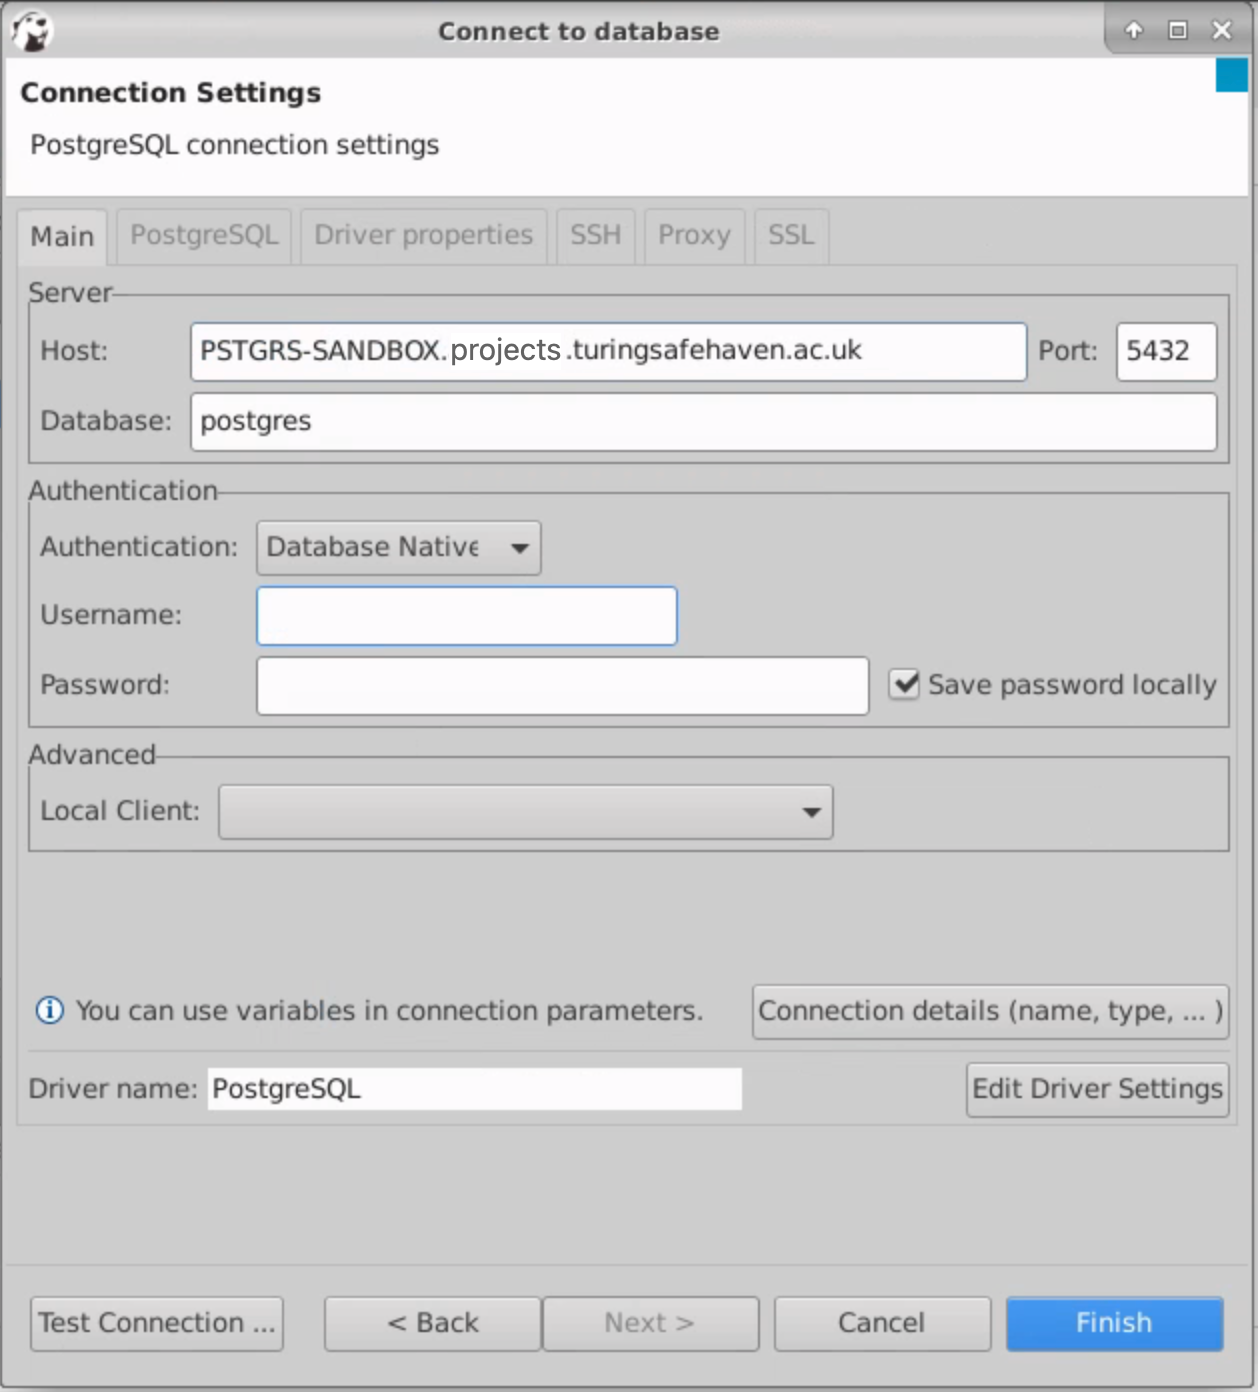 Connect to database
Connection Settings
PostgreSQL connection settings
Main PostgreSQL Driver properties SSH Proxy SSL
Server
Host: PSTGRS-SANDBOX.projects.turingsafehaven.ac.uk Port: 5432
Database: postgres
Authentication
Authentication: Database Native
Username:
Password: Save password locally
Advanced
Local Client:
You can use variables in connection parameters. Connection details (name, type, ... )
Driver name: PostgreSQL Edit Driver Settings
Test Connection ... < Back Next > Cancel Finish